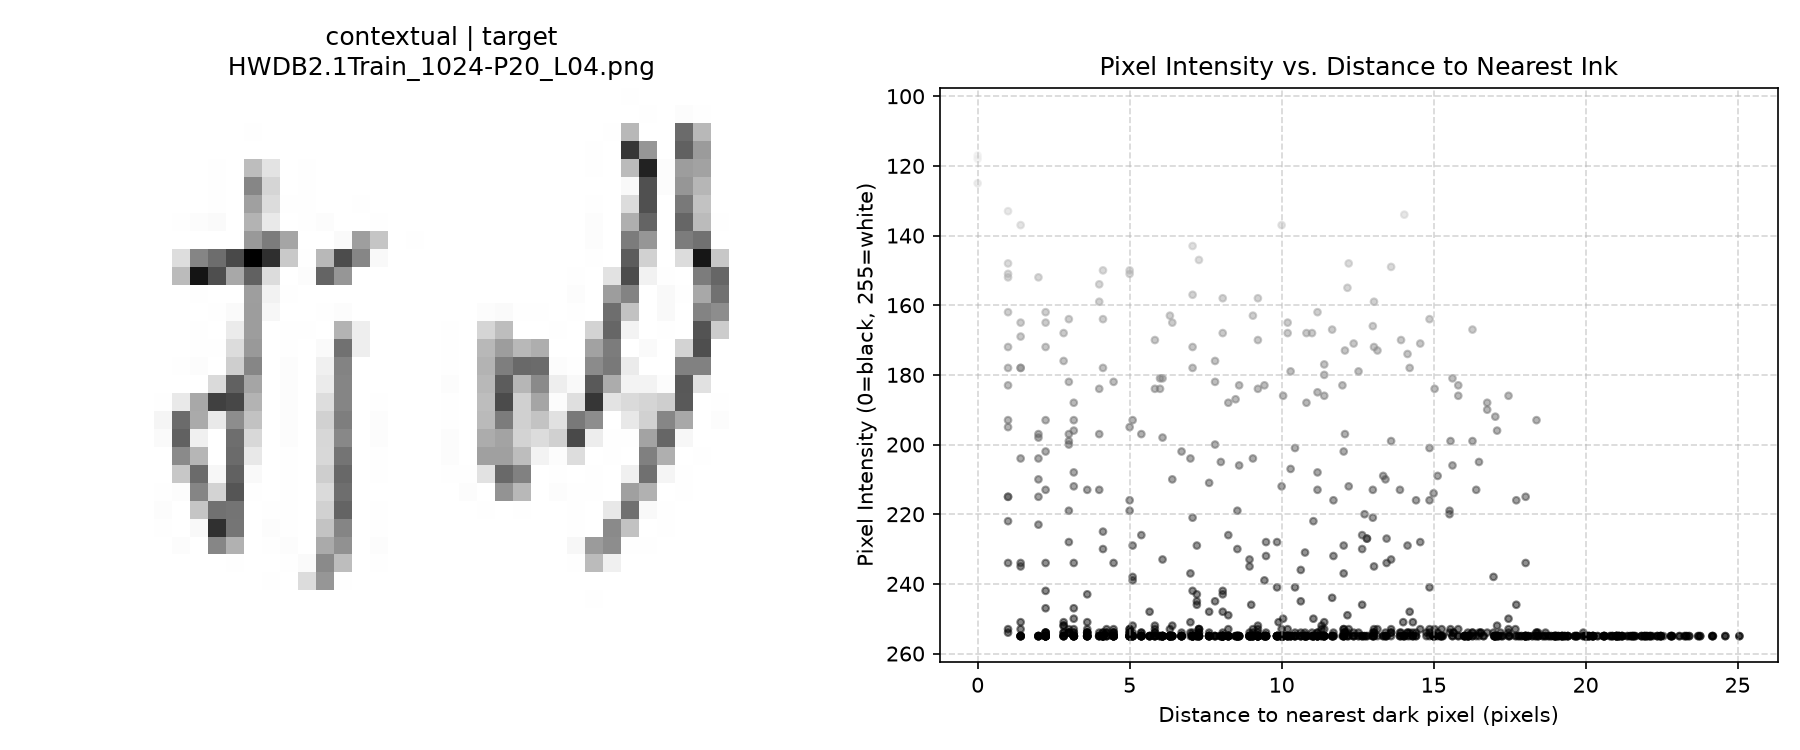 contextual | target
HWDB2.1Train_1024-P20_L04.png
Pixel Intensity vs. Distance to Nearest Ink
Pixel Intensity (0=black, 255=white)
100
120
140
160
180
200
220
240
260
0 5 10 15 20 25
Distance to nearest dark pixel (pixels)